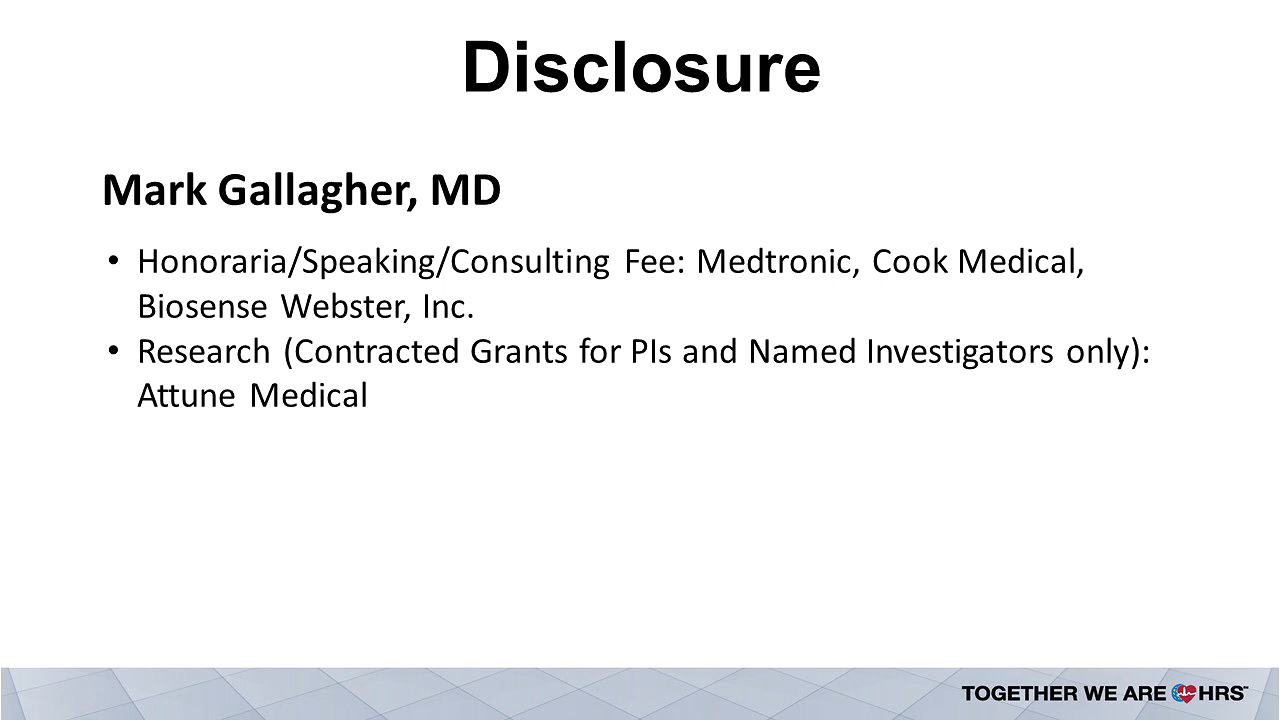 Disclosure
Mark Gallagher, MD
• Honoraria/Speaking/Consulting Fee: Medtronic, Cook Medical,
Biosense Webster, Inc.
• Research (Contracted Grants for PIs and Named Investigators only):
Attune Medical
TOGETHER WE ARE HRS